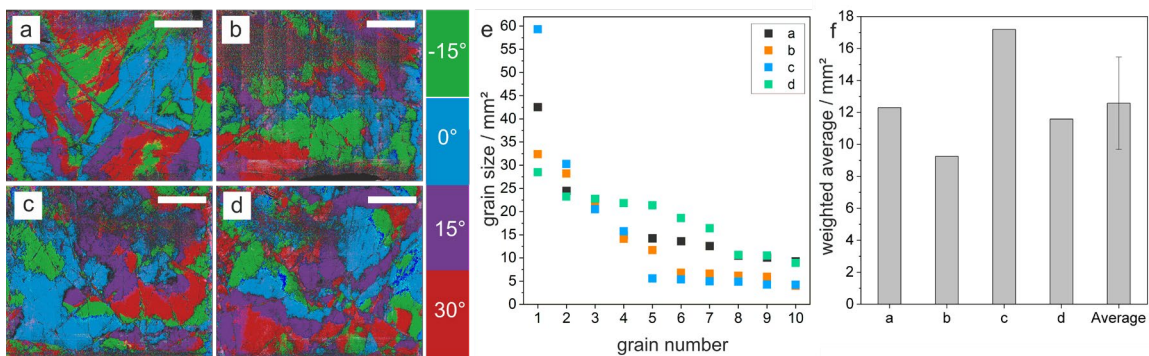 a
b
c
d
-15°
0°
15°
30°
e
60
55
50
45
40
35
30
25
20
15
10
5
0
grain size / mm²
1 2 3 4 5 6 7 8 9 10
grain number
a
b
c
d
f
18
16
14
12
10
8
6
4
2
0
weighted average / mm²
a b c d Average